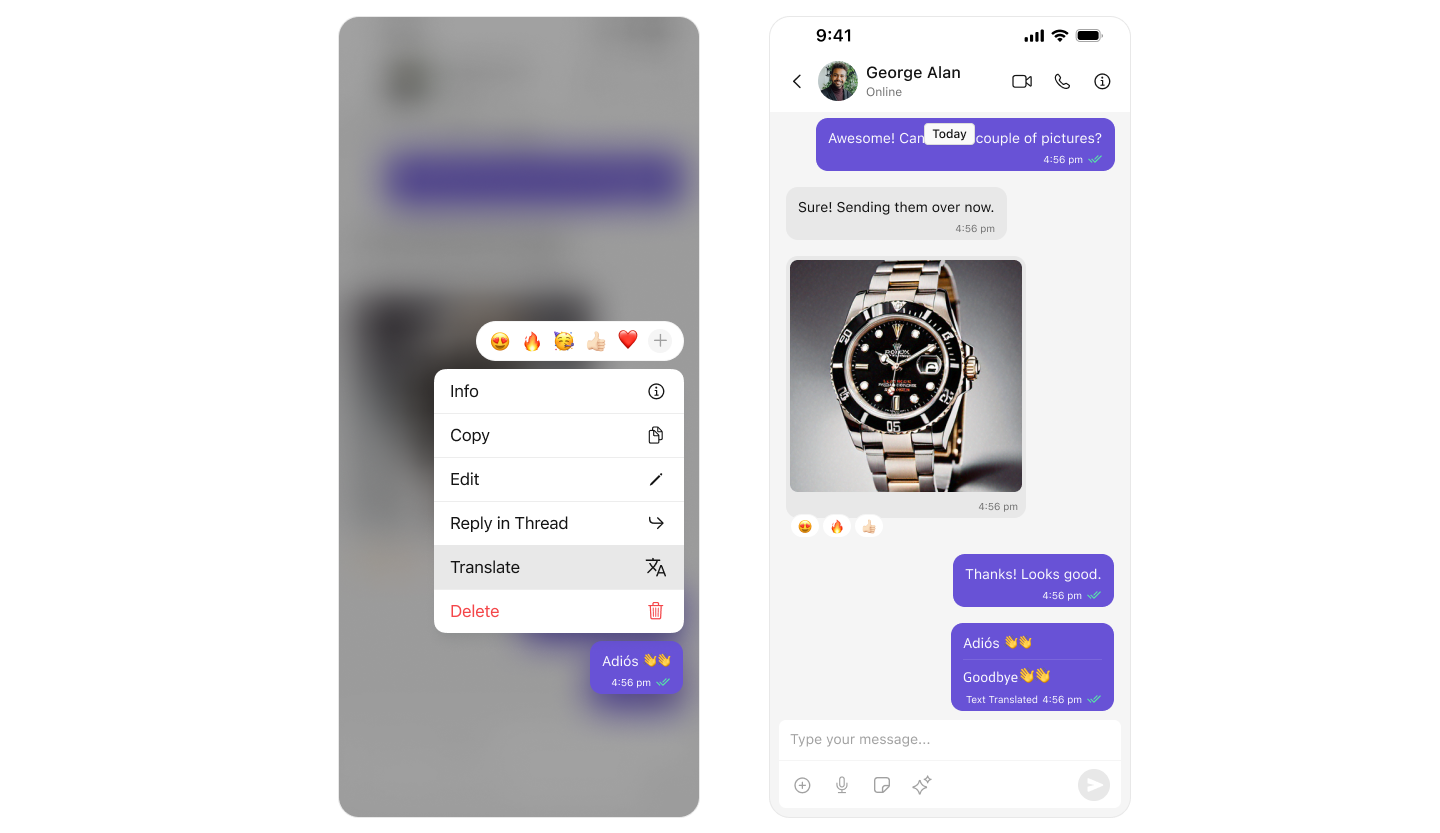 Info
Copy
Edit
Reply in Thread
Translate
Delete
Adiós 👋👋
4:56 pm
9:41
George Alan
Online
Today
Awesome! Can couple of pictures?
4:56 pm
Sure! Sending them over now.
4:56 pm
ROLEX
4:56 pm
Thanks! Looks good.
4:56 pm
Adiós 👋👋
Goodbye👋👋
Text Translated 4:56 pm
Type your message...